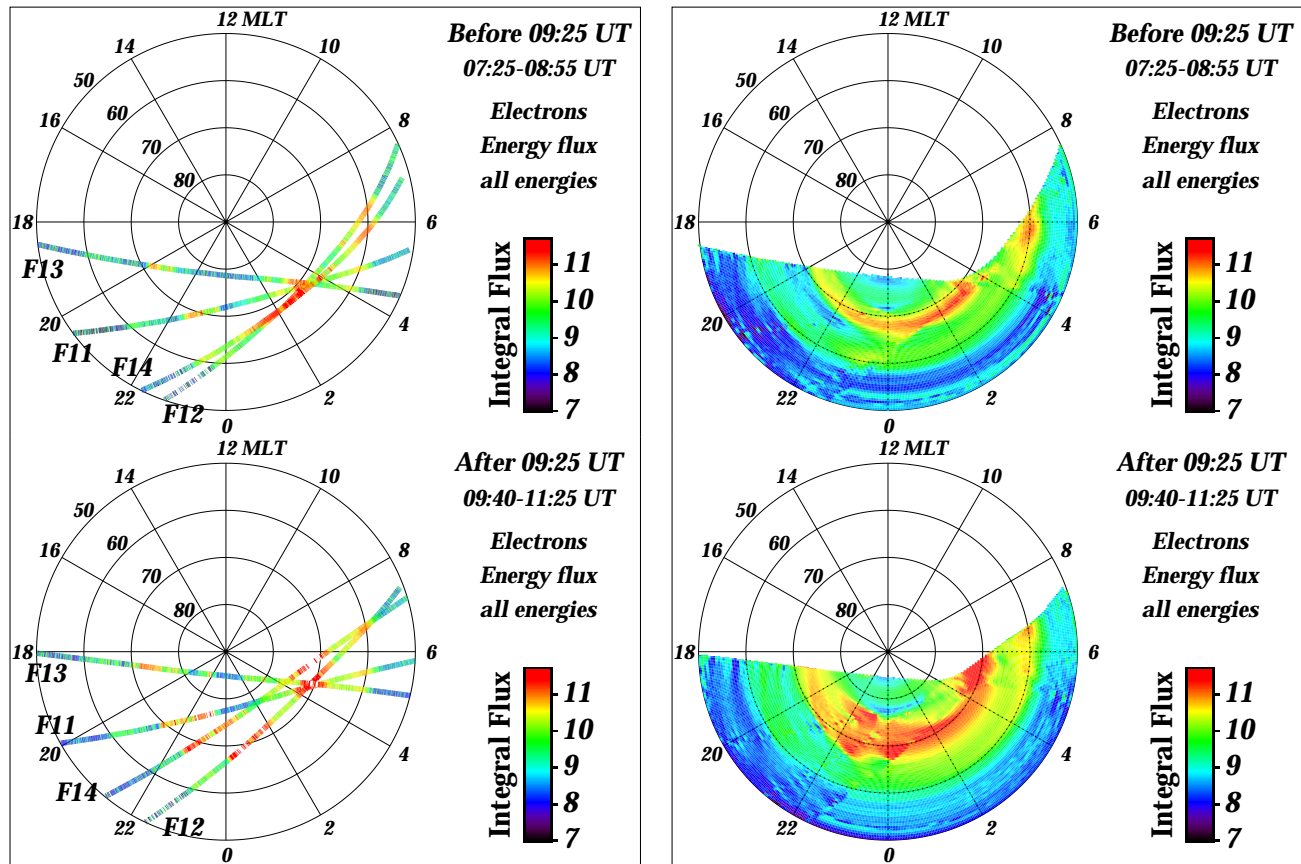 12 MLT
14
10
50
16
60
8
70
80
18
6
F13
20
4
F11
F14
22
2
F12
0
Before 09:25 UT
07:25-08:55 UT
Electrons
Energy flux
all energies
Integral Flux
11
10
9
8
7
12 MLT
14
10
50
16
60
8
70
80
18
6
20
4
22
2
0
Before 09:25 UT
07:25-08:55 UT
Electrons
Energy flux
all energies
Integral Flux
11
10
9
8
7
12 MLT
14
10
50
16
60
8
70
80
18
6
F13
F11
20
4
F14
22
F12
2
0
After 09:25 UT
09:40-11:25 UT
Electrons
Energy flux
all energies
Integral Flux
11
10
9
8
7
12 MLT
14
10
50
16
60
8
70
80
18
6
20
4
22
2
0
After 09:25 UT
09:40-11:25 UT
Electrons
Energy flux
all energies
Integral Flux
11
10
9
8
7